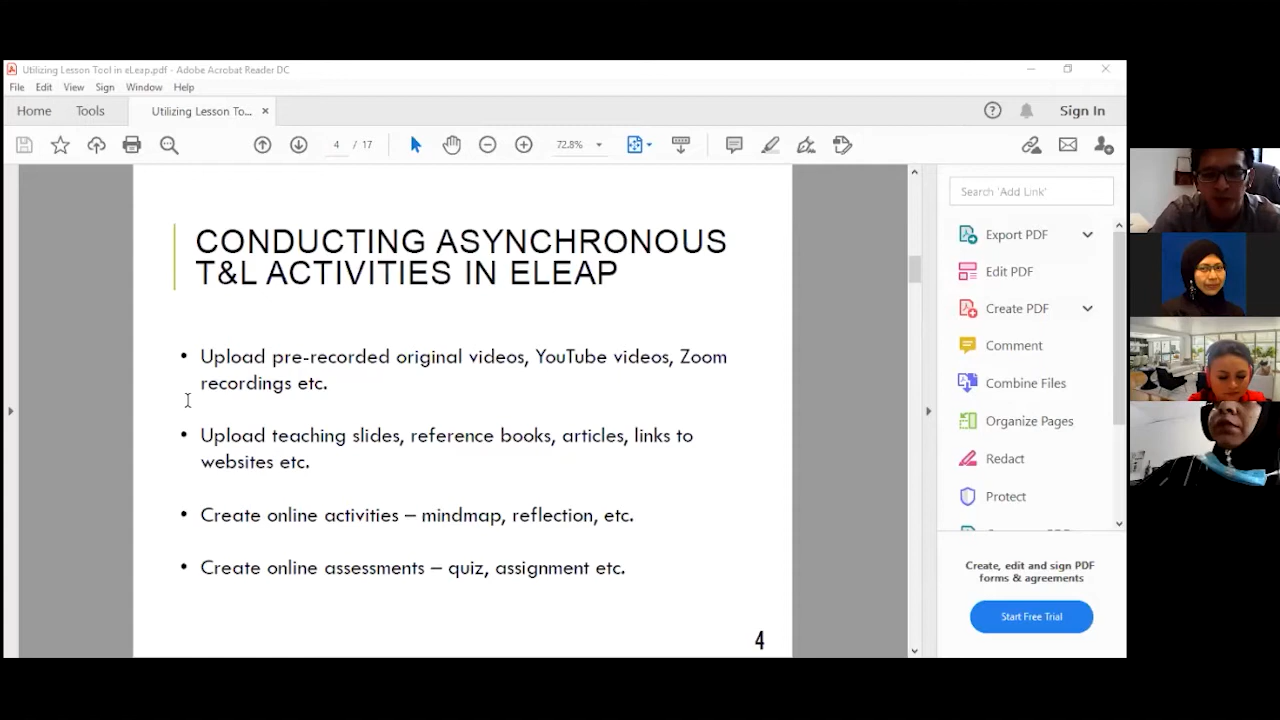 Utilizing Lesson Tool in eLeap.pdf - Adobe Acrobat Reader DC
File Edit View Sign Window Help
Home Tools Utilizing Lesson To... × Sign In
4 / 17 72.8%
CONDUCTING ASYNCHRONOUS
T&L ACTIVITIES IN ELEAP
• Upload pre-recorded original videos, YouTube videos, Zoom
recordings etc.
• Upload teaching slides, reference books, articles, links to
websites etc.
• Create online activities – mindmap, reflection, etc.
• Create online assessments – quiz, assignment etc.
4
Search 'Add Link'
Export PDF
Edit PDF
Create PDF
Comment
Combine Files
Organize Pages
Redact
Protect
Create, edit and sign PDF
forms & agreements
Start Free Trial